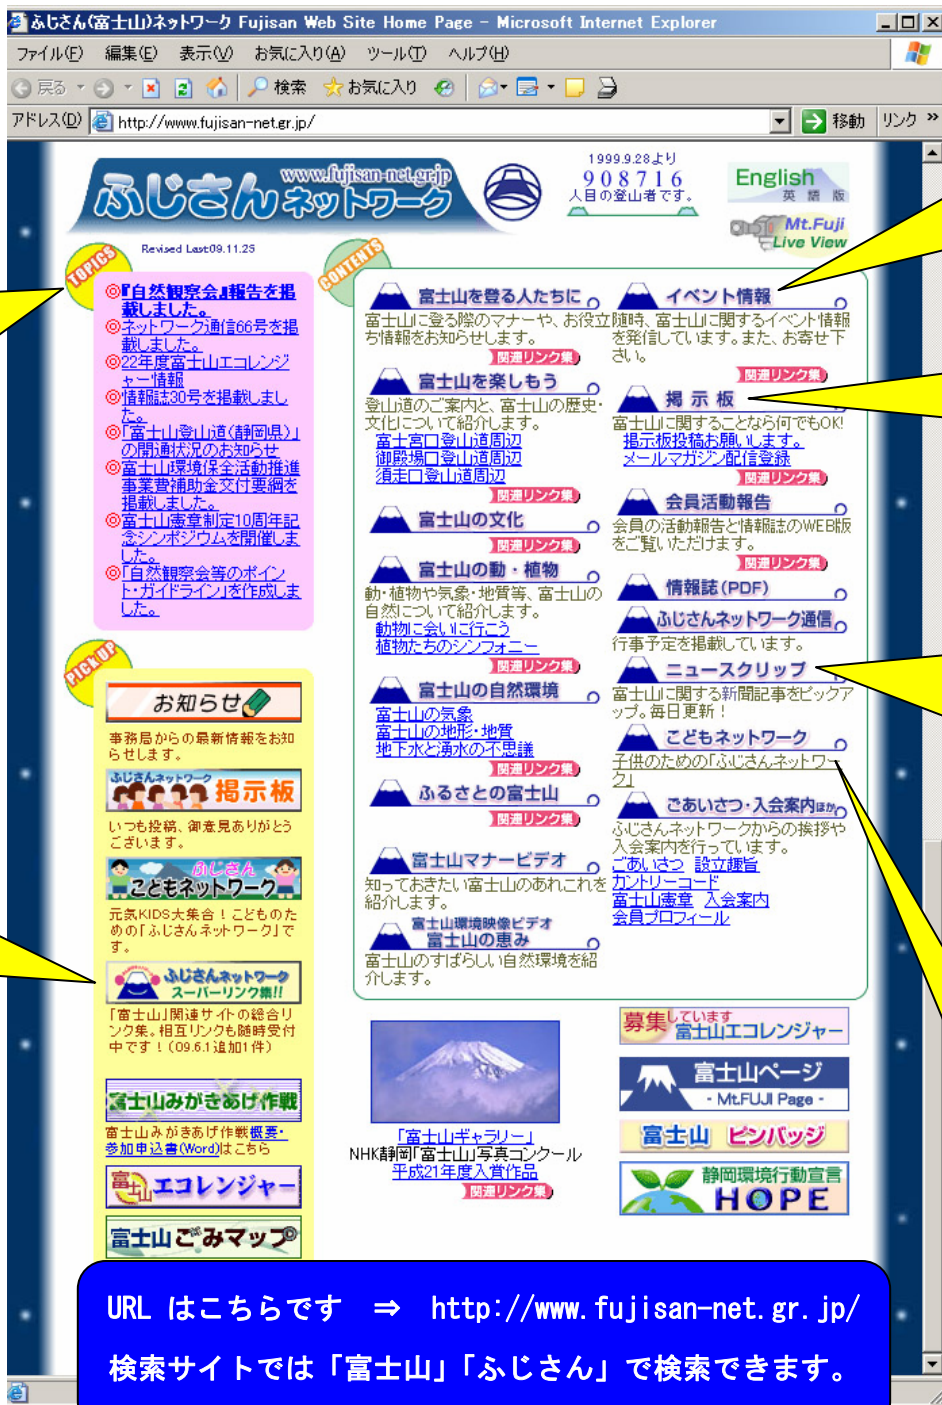 ふじさん(富士山)ネットワーク Fujisan Web Site Home Page - Microsoft Internet Explorer
ファイル(F) 編集(E) 表示(V) お気に入り(A) ツール(T) ヘルプ(H)
戻る 検索 お気に入り
アドレス(D) http://www.fujisan-net.gr.jp/ 移動 リンク »
www.fujisan-net.gr.jp
ふじさんネットワーク
1999.9.28より
908716
人目の登山者です。
English
英語版
Mt.Fuji
Live View
Revised Last:09.11.25
TOPICS
◎『自然観察会』報告を掲
載しました。
◎ネットワーク通信66号を掲
載しました。
◎22年度富士山エコレンジ
ャー情報
◎情報誌30号を掲載しまし
た。
◎「富士山登山道(静岡県)」
の開通状況のお知らせ
◎富士山環境保全活動推進
事業費補助金交付要綱を
掲載しました。
◎富士山憲章制定10周年記
念シンポジウムを開催しま
した。
◎「自然観察会等のポイン
ト・ガイドライン」を作成しま
した。
PICKUP
お知らせ
事務局からの最新情報をお知
らせします。
ふじさんネットワーク
掲示板
いつも投稿、御意見ありがとう
ございます。
ふじさん
こどもネットワーク
元気KIDS大集合！こどものた
めの「ふじさんネットワーク」で
す。
ふじさんネットワーク
スーパーリンク集!!
「富士山」関連サイトの総合リ
ンク集。相互リンクも随時受付
中です！(09.6.1追加1件)
富士山みがきあげ作戦
富士山みがきあげ作戦概要・
参加申込書(Word)はこちら
富士山エコレンジャー
富士山ごみマップ
CONTENTS
富士山を登る人たちに
富士山に登る際のマナーや、お役立
ち情報をお知らせします。
関連リンク集
富士山を楽しもう
登山道のご案内と、富士山の歴史・
文化について紹介します。
富士宮口登山道周辺
御殿場口登山道周辺
須走口登山道周辺
関連リンク集
富士山の文化
関連リンク集
富士山の動・植物
動・植物や気象・地質等、富士山の
自然について紹介します。
動物に会いに行こう
植物たちのシンフォニー
関連リンク集
富士山の自然環境
富士山の気象
富士山の地形・地質
地下水と湧水の不思議
関連リンク集
ふるさとの富士山
関連リンク集
富士山マナービデオ
知っておきたい富士山のあれこれを
紹介します。
富士山環境映像ビデオ
富士山の恵み
富士山のすばらしい自然環境を紹
介します。
イベント情報
随時、富士山に関するイベント情報
を発信しています。また、お寄せ下
さい。
関連リンク集
掲示板
富士山に関することなら何でもOK!
掲示板投稿お願いします。
メールマガジン配信登録
関連リンク集
会員活動報告
会員の活動報告と情報誌のWEB版
をご覧いただけます。
関連リンク集
情報誌(PDF)
ふじさんネットワーク通信
行事予定を掲載しています。
ニュースクリップ
富士山に関する新聞記事をピックア
ップ。毎日更新！
こどもネットワーク
子供のための「ふじさんネットワー
ク」
ごあいさつ・入会案内ほか
ふじさんネットワークからの挨拶や
入会案内を行っています。
ごあいさつ 設立趣旨
カントリーコード
富士山憲章 入会案内
会員プロフィール
「富士山ギャラリー」
NHK静岡「富士山」写真コンクール
平成21年度入賞作品
関連リンク集
募集しています
富士山エコレンジャー
富士山ページ
- Mt.FUJI Page -
富士山 ピンバッジ
静岡環境行動宣言
HOPE
URL はこちらです ⇒ http://www.fujisan-net.gr.jp/
検索サイトでは「富士山」「ふじさん」で検索できます。